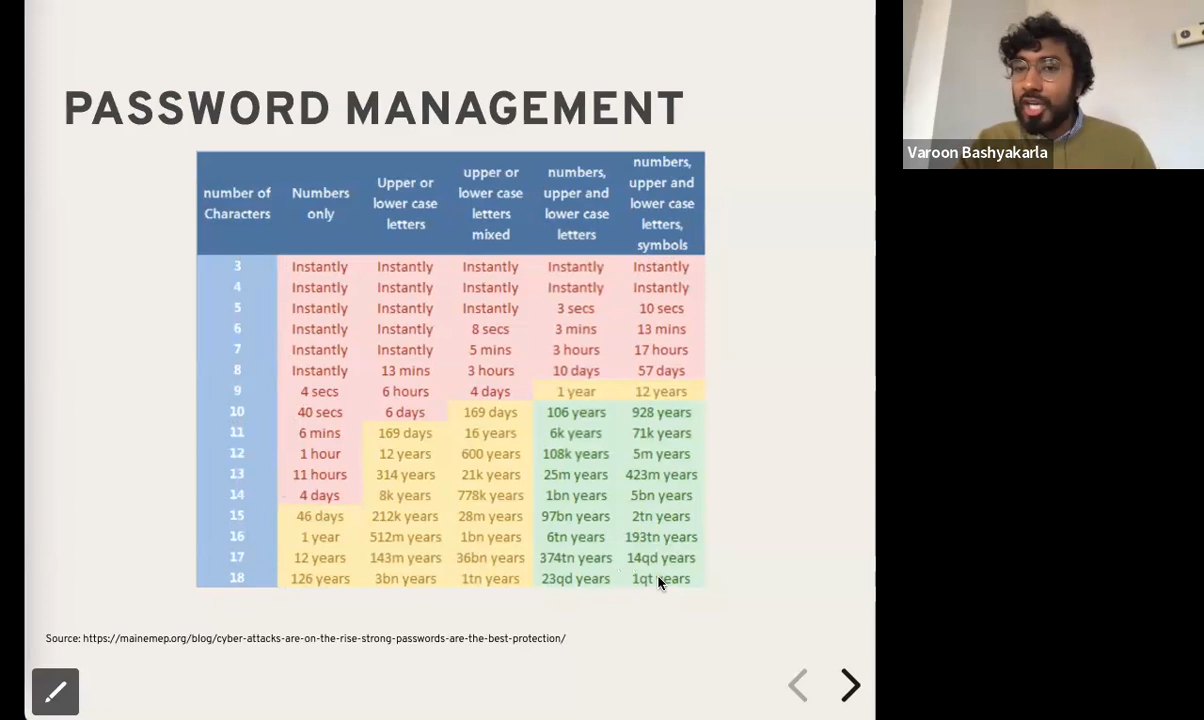 PASSWORD MANAGEMENT
number of Characters | Numbers only | Upper or lower case letters | upper or lower case letters mixed | numbers, upper and lower case letters | numbers, upper and lower case letters, symbols
3 Instantly Instantly Instantly Instantly Instantly
4 Instantly Instantly Instantly Instantly Instantly
5 Instantly Instantly Instantly 3 secs 10 secs
6 Instantly Instantly 8 secs 3 mins 13 mins
7 Instantly Instantly 5 mins 3 hours 17 hours
8 Instantly 13 mins 3 hours 10 days 57 days
9 4 secs 6 hours 4 days 1 year 12 years
10 40 secs 6 days 169 days 106 years 928 years
11 6 mins 169 days 16 years 6k years 71k years
12 1 hour 12 years 600 years 108k years 5m years
13 11 hours 314 years 21k years 25m years 423m years
14 4 days 8k years 778k years 1bn years 5bn years
15 46 days 212k years 28m years 97bn years 2tn years
16 1 year 512m years 1bn years 6tn years 193tn years
17 12 years 143m years 36bn years 374tn years 14qd years
18 126 years 3bn years 1tn years 23qd years 1qt years
Source: https://mainemep.org/blog/cyber-attacks-are-on-the-rise-strong-passwords-are-the-best-protection/
Varoon Bashyakarla